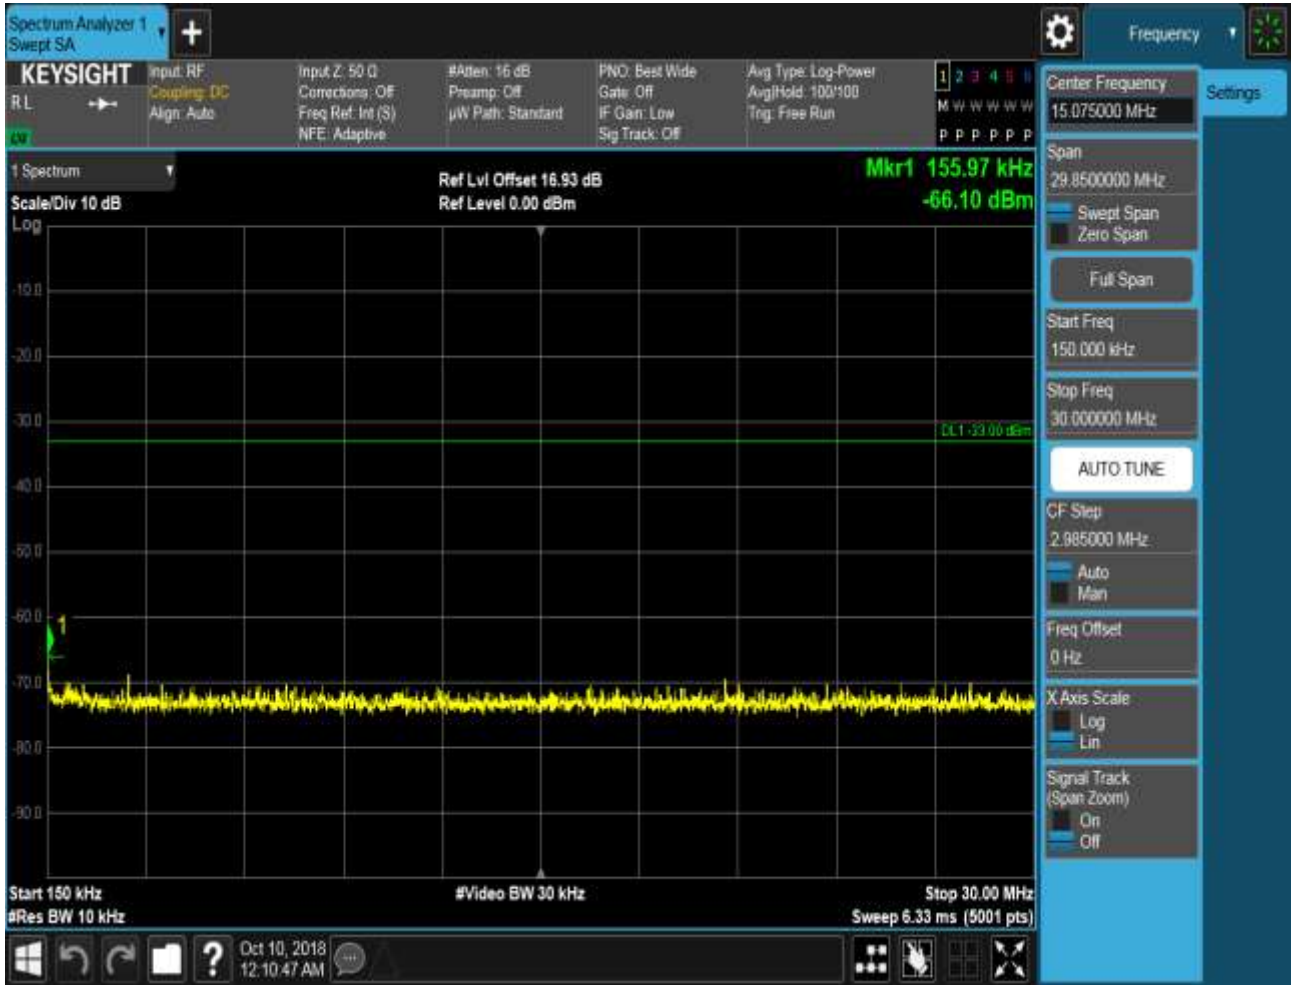 Spectrum Analyzer 1
Swept SA
+
Frequency
KEYSIGHT
R L
Input: RF
Coupling: DC
Align: Auto
Input Z: 50 Ω
Corrections: Off
Freq Ref: Int (S)
NFE: Adaptive
#Atten: 16 dB
Preamp: Off
µW Path: Standard
PNO: Best Wide
Gate: Off
IF Gain: Low
Sig Track: Off
Avg Type: Log-Power
Avg|Hold: 100/100
Trig: Free Run
1 2 3 4 5 6
M W W W W W
P P P P P P
1 Spectrum
Scale/Div 10 dB
Log
Ref Lvl Offset 16.93 dB
Ref Level 0.00 dBm
Mkr1 155.97 kHz
-66.10 dBm
-10.0
-20.0
-30.0
DL1 -33.00 dBm
-40.0
-50.0
-60.0
1
-70.0
-80.0
-90.0
Start 150 kHz
#Res BW 10 kHz
#Video BW 30 kHz
Stop 30.00 MHz
Sweep 6.33 ms (5001 pts)
?
Oct 10, 2018
12:10:47 AM
Center Frequency
15.075000 MHz
Settings
Span
29.8500000 MHz
Swept Span
Zero Span
Full Span
Start Freq
150.000 kHz
Stop Freq
30.000000 MHz
AUTO TUNE
CF Step
2.985000 MHz
Auto
Man
Freq Offset
0 Hz
X Axis Scale
Log
Lin
Signal Track
(Span Zoom)
On
Off